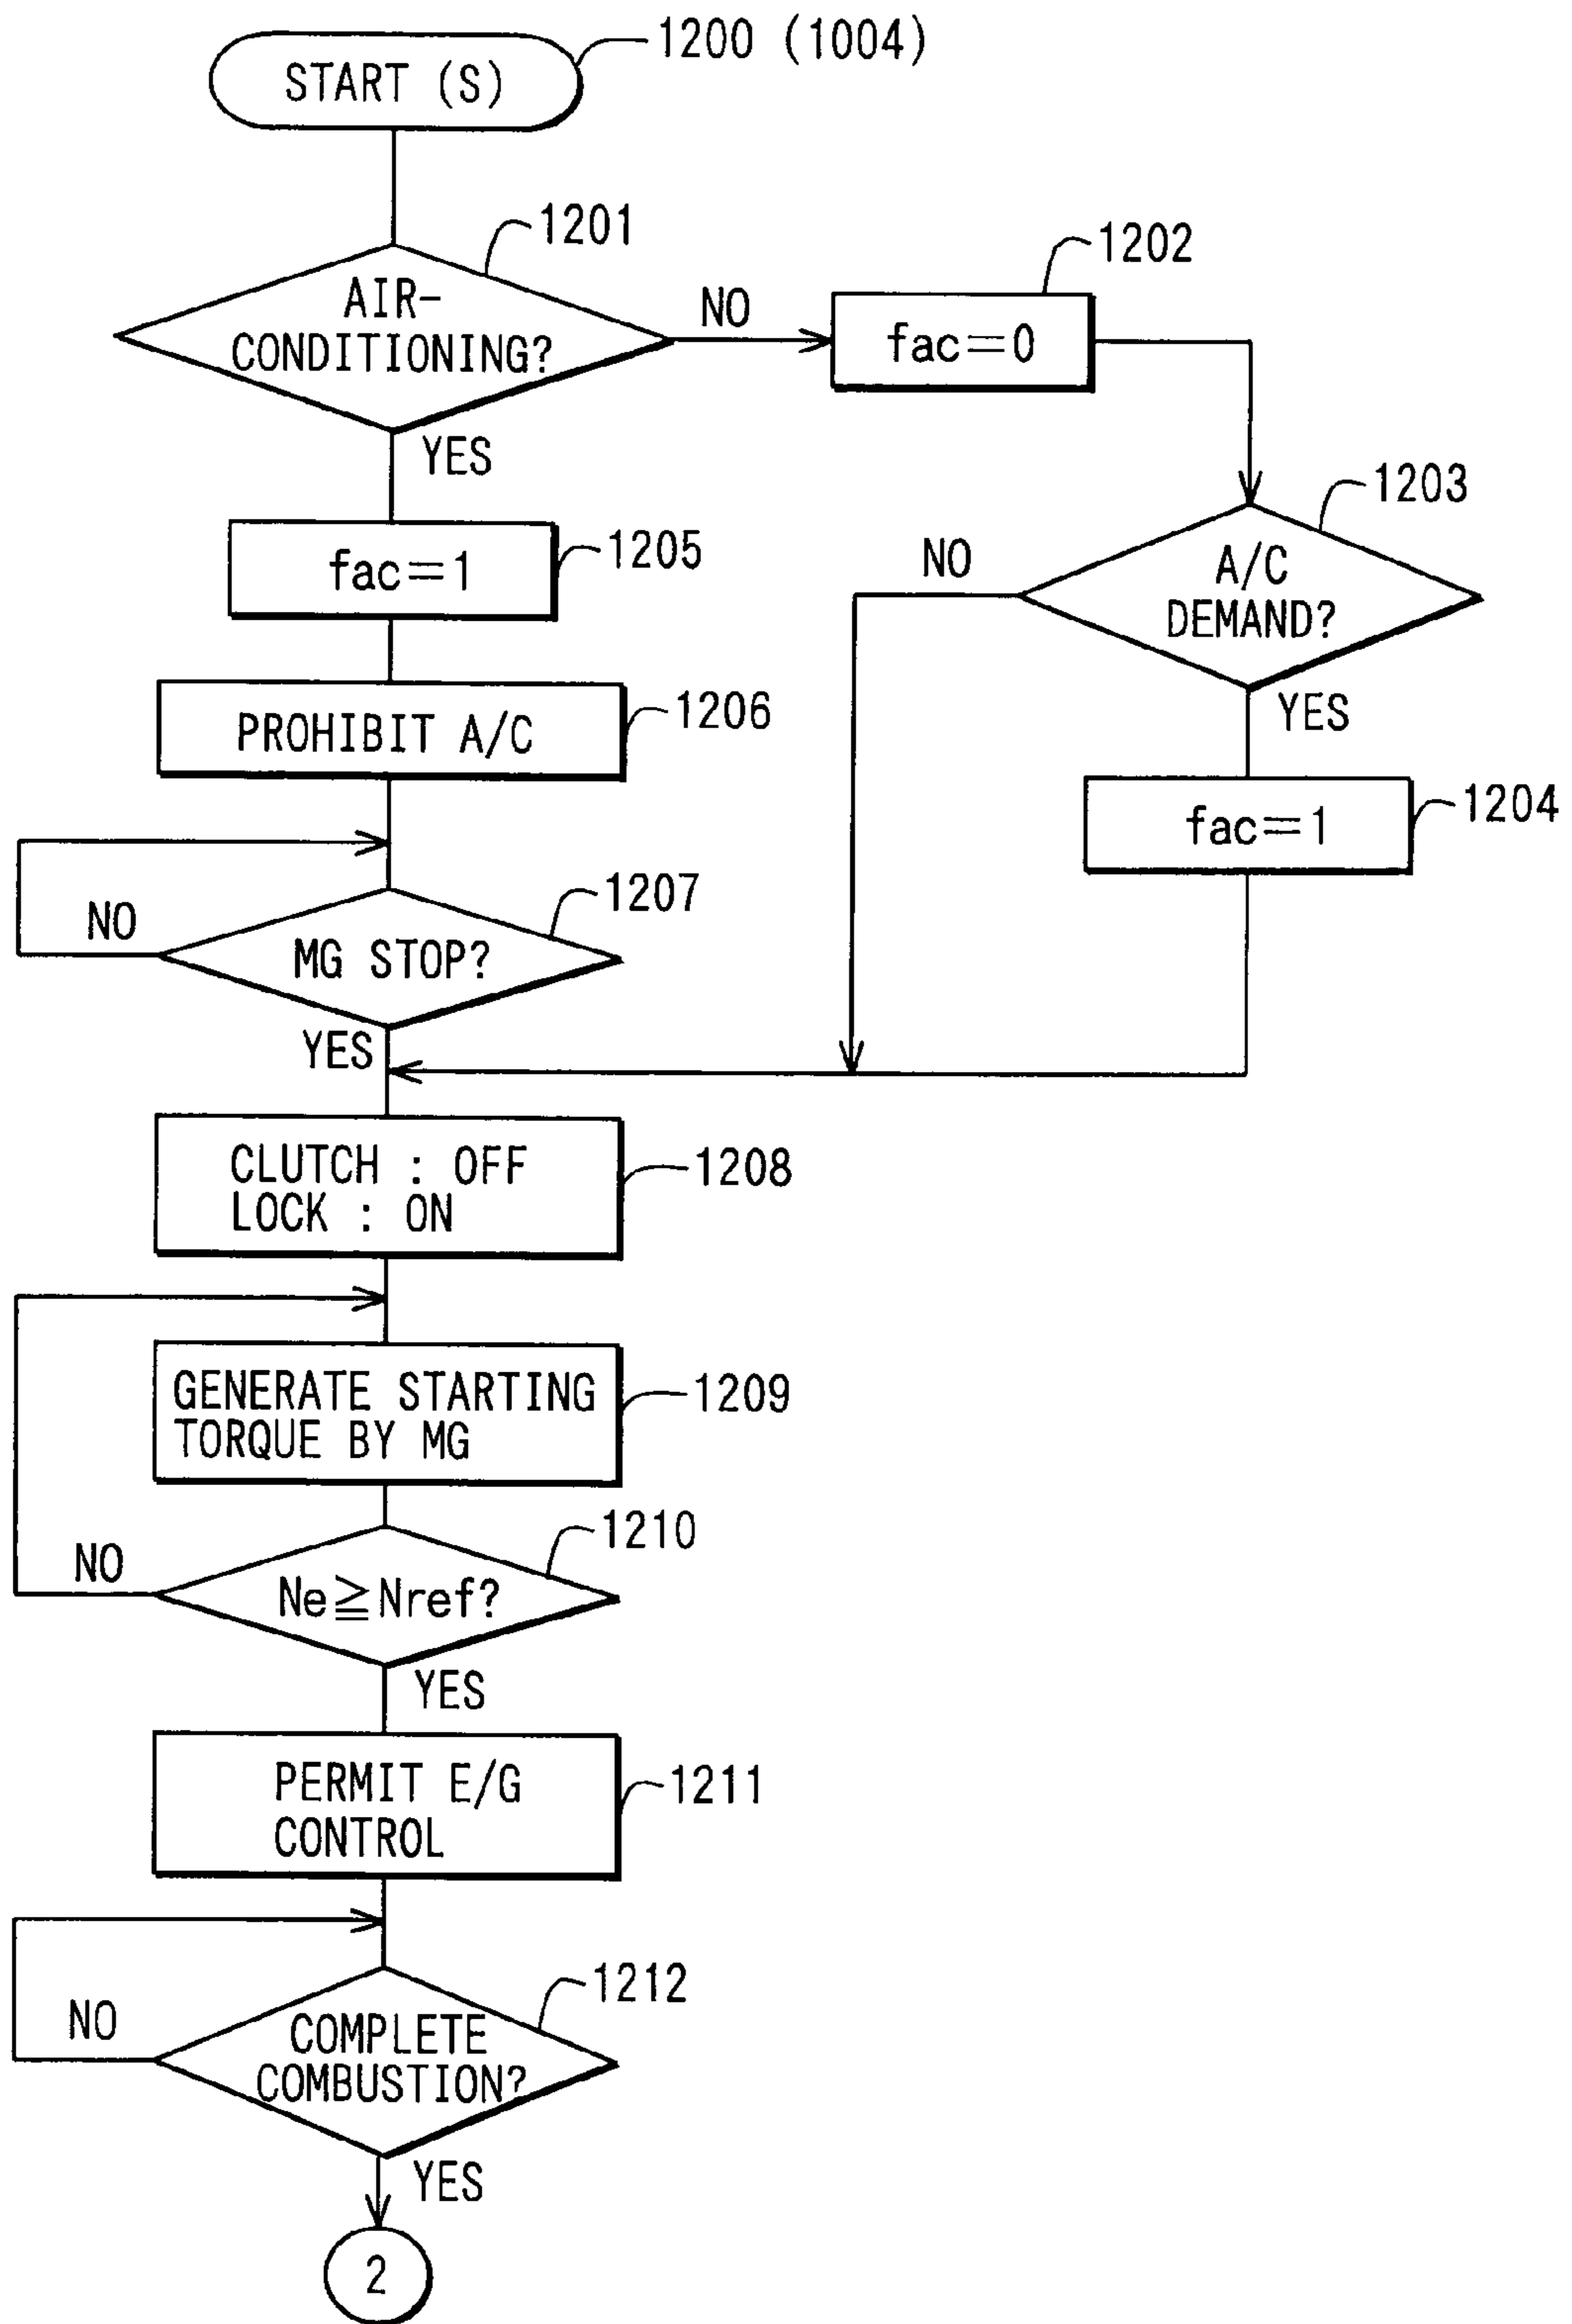 START (S)
1200 (1004)
AIR-
CONDITIONING?
1201
NO
YES
fac=0
1202
A/C
DEMAND?
1203
NO
YES
fac=1
1204
fac=1
1205
PROHIBIT A/C
1206
MG STOP?
1207
NO
YES
CLUTCH : OFF
LOCK : ON
1208
GENERATE STARTING
TORQUE BY MG
1209
Ne≧Nref?
1210
NO
YES
PERMIT E/G
CONTROL
1211
COMPLETE
COMBUSTION?
1212
NO
YES
2